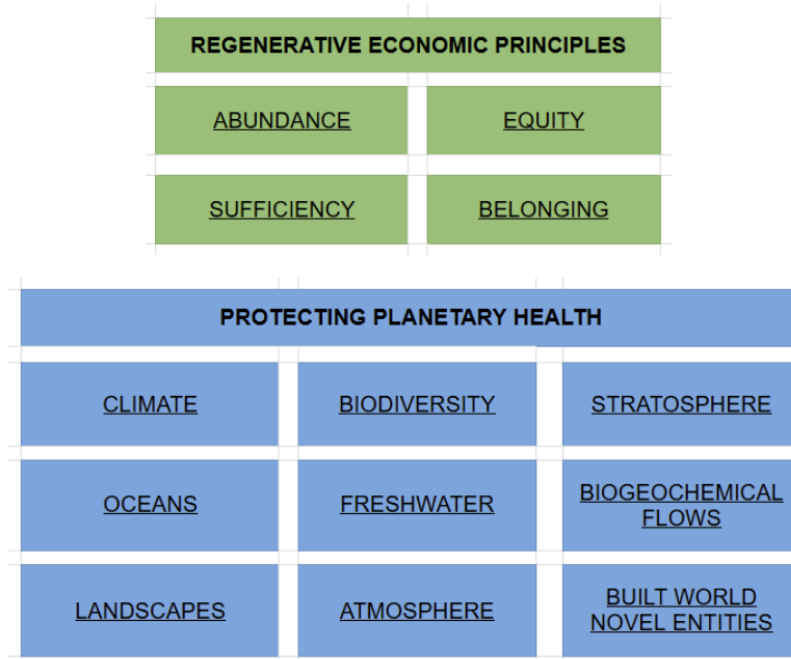 REGENERATIVE ECONOMIC PRINCIPLES
ABUNDANCE
EQUITY
SUFFICIENCY
BELONGING
PROTECTING PLANETARY HEALTH
CLIMATE
BIODIVERSITY
STRATOSPHERE
OCEANS
FRESHWATER
BIOGEOCHEMICAL
FLOWS
LANDSCAPES
ATMOSPHERE
BUILT WORLD
NOVEL ENTITIES